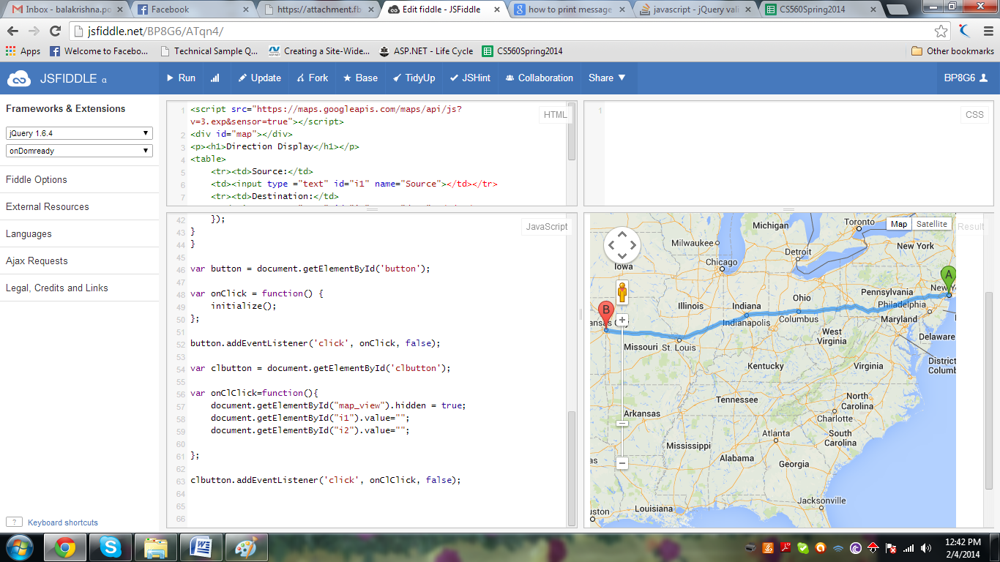 Inbox - balakrishna.po
Facebook
https://attachment.fb
Edit fiddle - JSFiddle
how to print message
javascript - jQuery vali
CS560Spring2014
jsfiddle.net/BP8G6/ATqn4/
Apps
Welcome to Facebo...
Technical Sample Q...
Creating a Site-Wide...
ASP.NET - Life Cycle
CS560Spring2014
Other bookmarks
JSFIDDLE α
Run
Update
Fork
Base
TidyUp
JSHint
Collaboration
Share
BP8G6
Frameworks & Extensions
jQuery 1.6.4
onDomready
Fiddle Options
External Resources
Languages
Ajax Requests
Legal, Credits and Links
? Keyboard shortcuts
HTML
1 <script src="https://maps.googleapis.com/maps/api/js?
v=3.exp&sensor=true"></script>
2 <div id="map"></div>
3 <p><h1>Direction Display</h1></p>
4 <table>
5 <tr><td>Source:</td>
6 <td><input type ="text" id="i1" name="Source"></td></tr>
7 <tr><td>Destination:</td>
CSS
1
JavaScript
42 });
43 }
44 }
45
46 var button = document.getElementById('button');
47
48 var onClick = function() {
49 initialize();
50 };
51
52 button.addEventListener('click', onClick, false);
53
54 var clbutton = document.getElementById('clbutton');
55
56 var onClClick=function(){
57 document.getElementById("map_view").hidden = true;
58 document.getElementById("i1").value="";
59 document.getElementById("i2").value="";
60
61 };
62
63 clbutton.addEventListener('click', onClClick, false);
64
65
66
Result
Map
Satellite
Toronto
Michigan
Milwaukee
New York
Detroit
Chicago
Iowa
A
Pennsylvania
New Yo
Ohio
Illinois
Indiana
Philadelphia
B
Columbus
Indianapolis
Maryland
ansas City
West
Virginia
Delaware
Missouri
St. Louis
District
Columb
Kentucky
Virginia
Tennessee
North
Carolina
Arkansas
Charlotte
Atlanta
South
Carolina
Mississippi
Alabama
Georgia
as
Jacksonville
Louisiana
uston
12:42 PM
2/4/2014